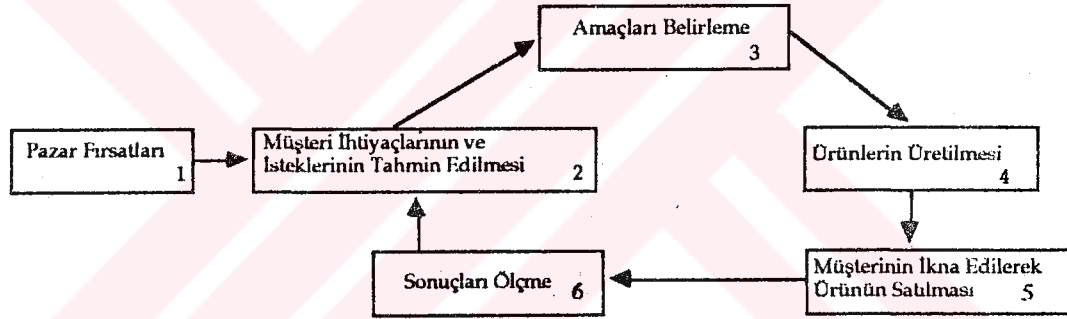 Pazar Fırsatları
1
Müşteri İhtiyaçlarının ve
İsteklerinin Tahmin Edilmesi 2
Amaçları Belirleme
3
Ürünlerin Üretilmesi
4
Müşterinin İkna Edilerek
Ürünün Satılması 5
Sonuçları Ölçme 6